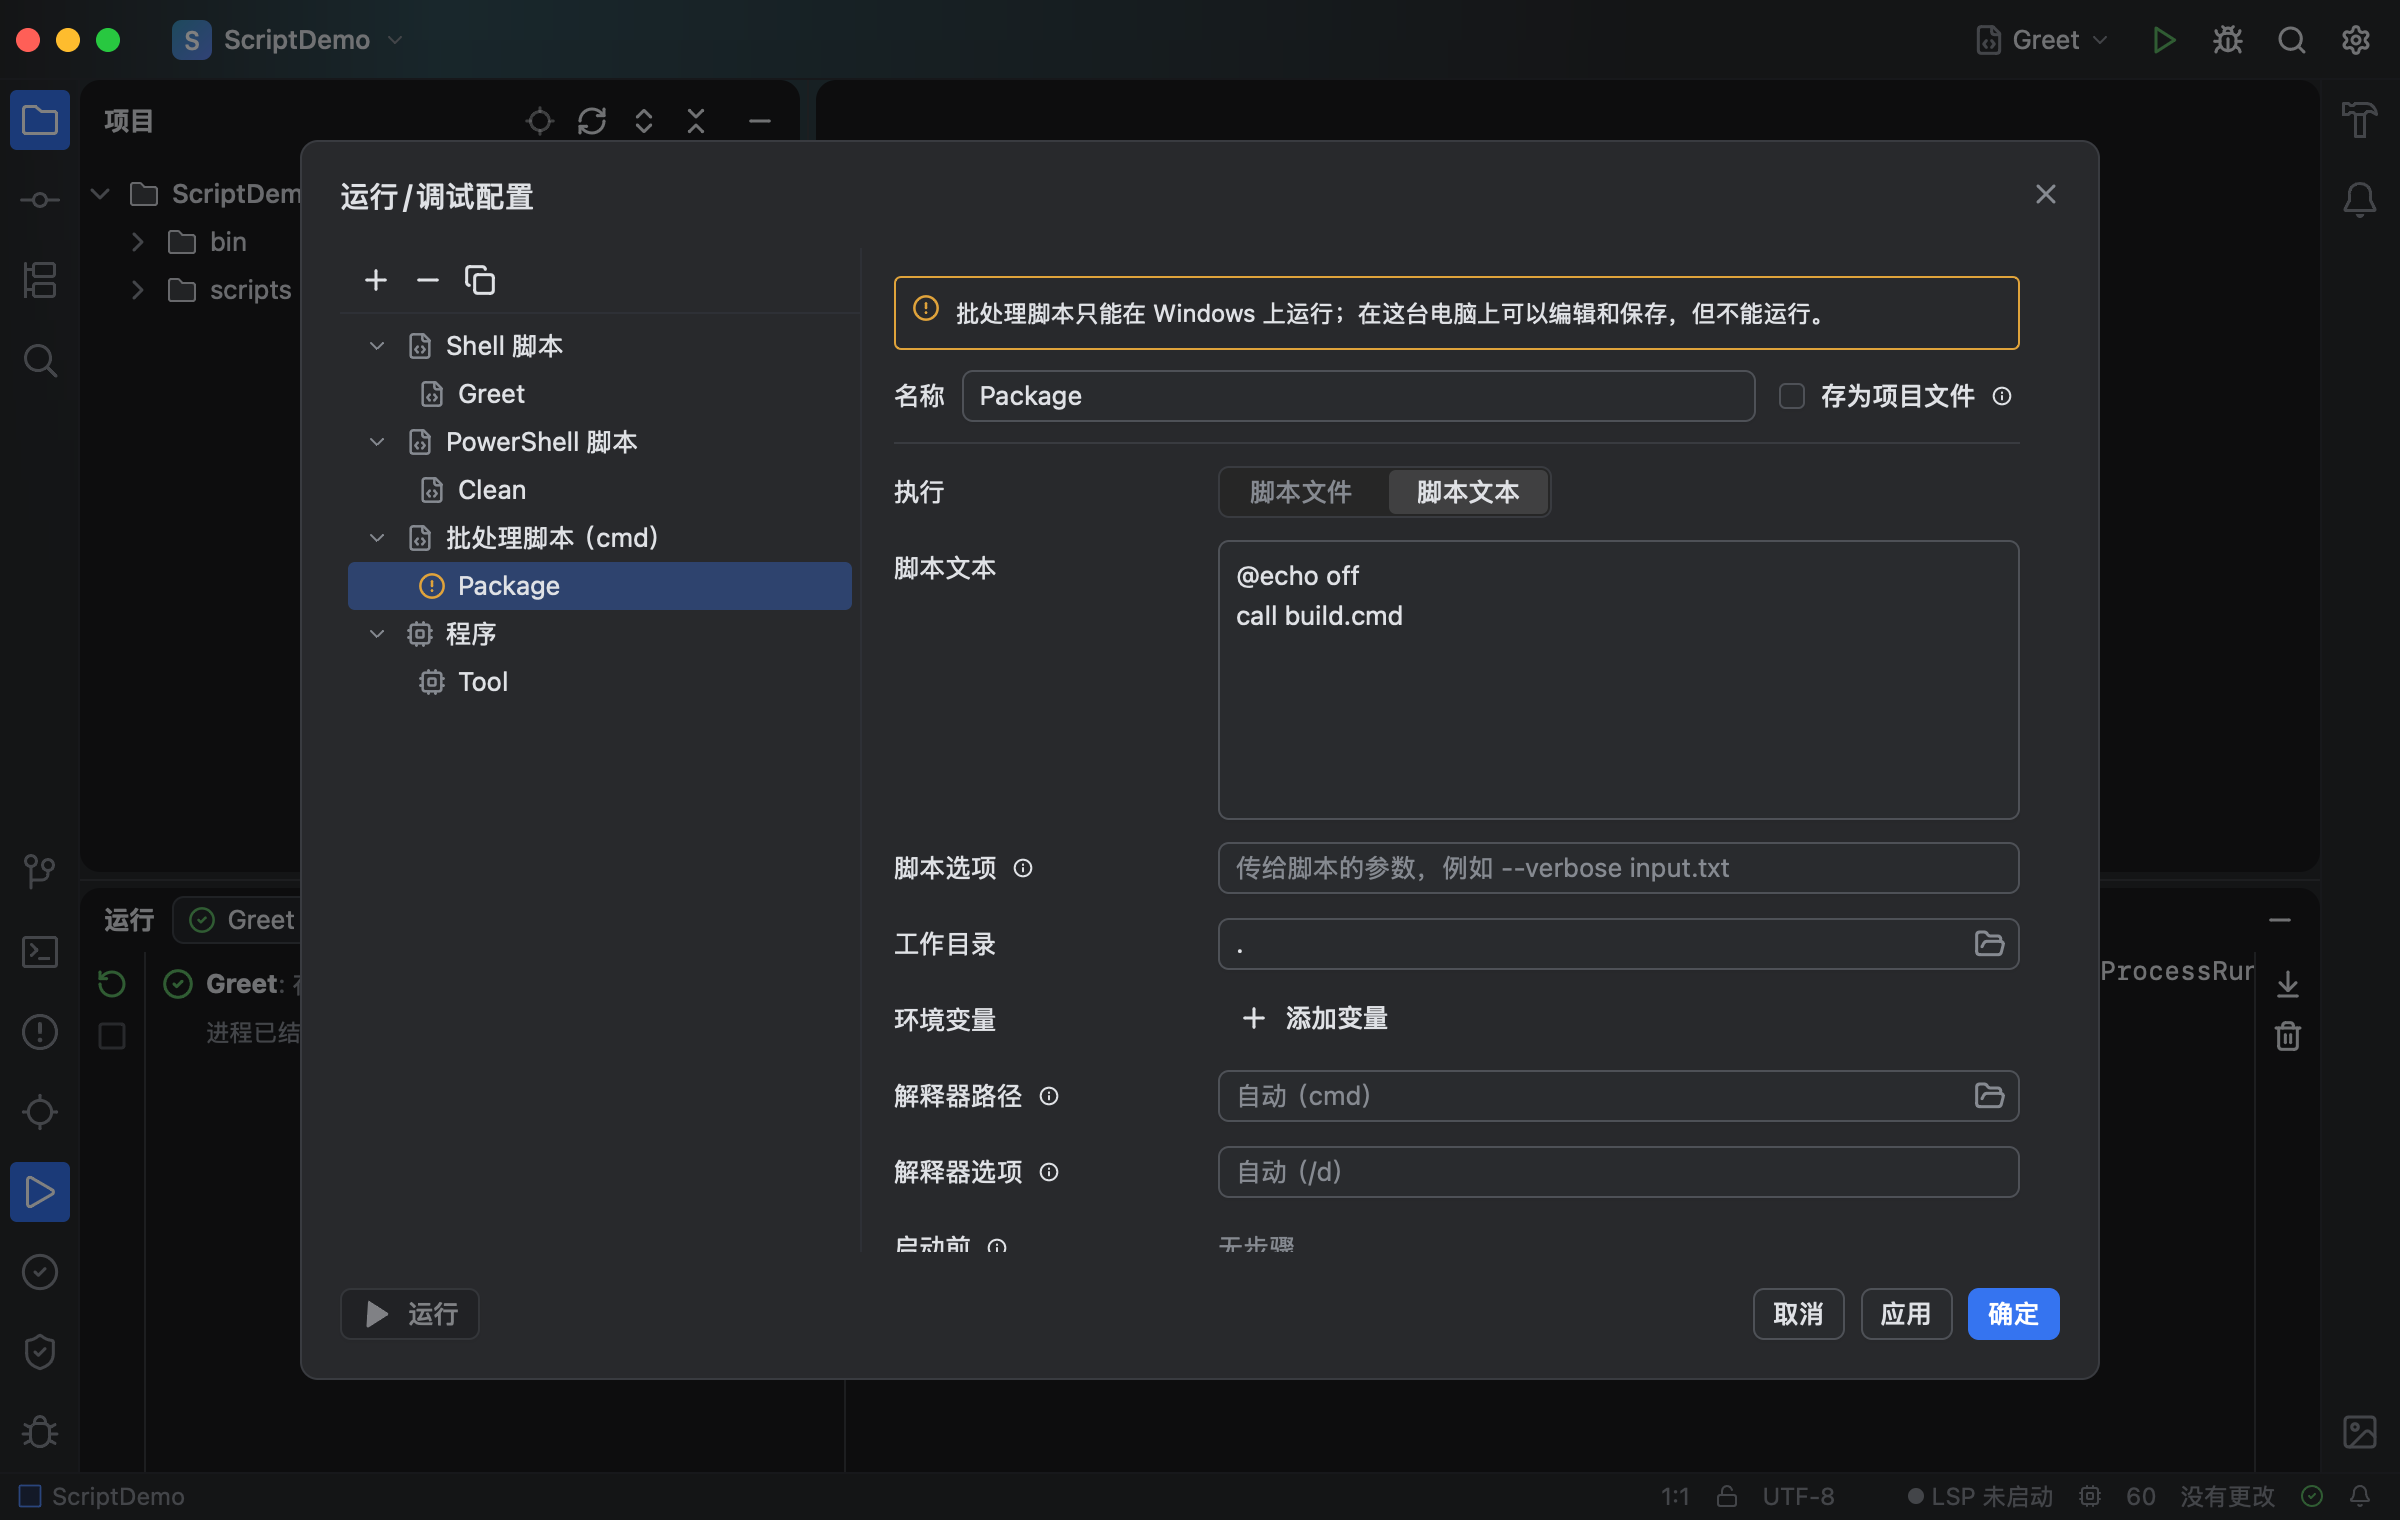 S ScriptDemo
Greet
项目
ScriptDem
bin
scripts
运行/调试配置
Shell 脚本
Greet
PowerShell 脚本
Clean
批处理脚本（cmd）
Package
程序
Tool
批处理脚本只能在 Windows 上运行；在这台电脑上可以编辑和保存，但不能运行。
名称 Package 存为项目文件
执行 脚本文件 脚本文本
脚本文本
@echo off
call build.cmd
脚本选项 传给脚本的参数，例如 --verbose input.txt
工作目录 .
环境变量 添加变量
解释器路径 自动（cmd）
解释器选项 自动（/d）
启动前 无步骤
运行 取消 应用 确定
运行 Greet
Greet:
进程已结
ProcessRur
ScriptDemo
1:1 UTF-8 LSP 未启动 60 没有更改